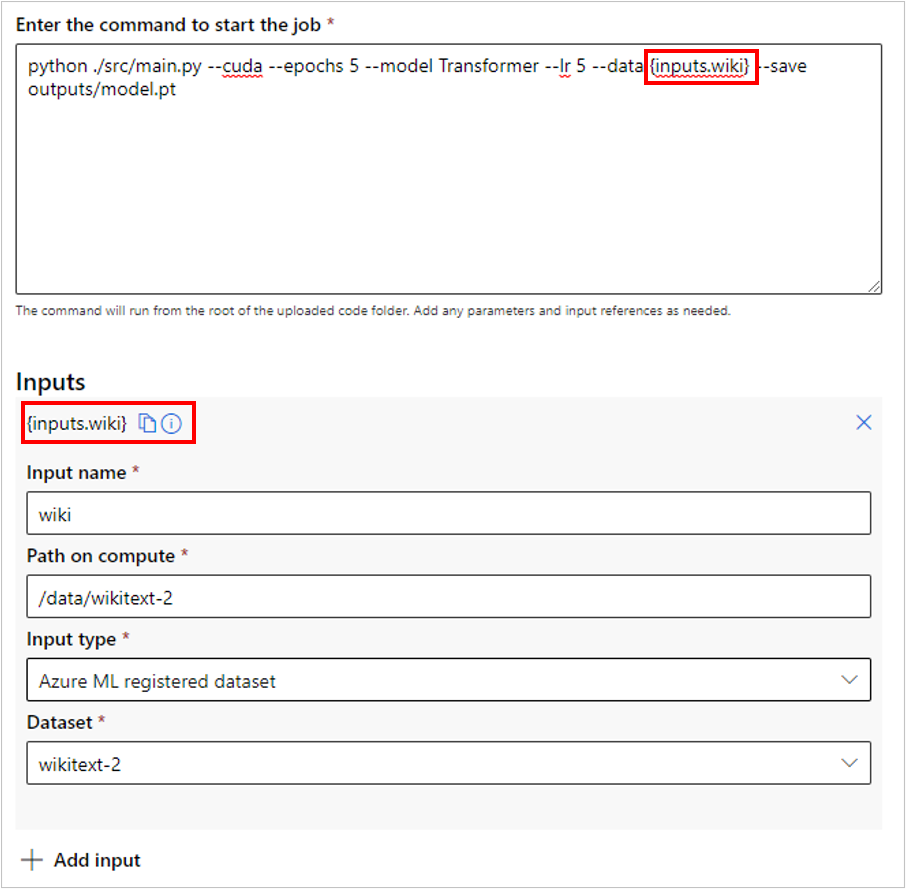 Enter the command to start the job *
python ./src/main.py --cuda --epochs 5 --model Transformer --lr 5 --data {inputs.wiki} --save
outputs/model.pt
The command will run from the root of the uploaded code folder. Add any parameters and input references as needed.
Inputs
{inputs.wiki}
Input name *
wiki
Path on compute *
/data/wikitext-2
Input type *
Azure ML registered dataset
Dataset *
wikitext-2
Add input